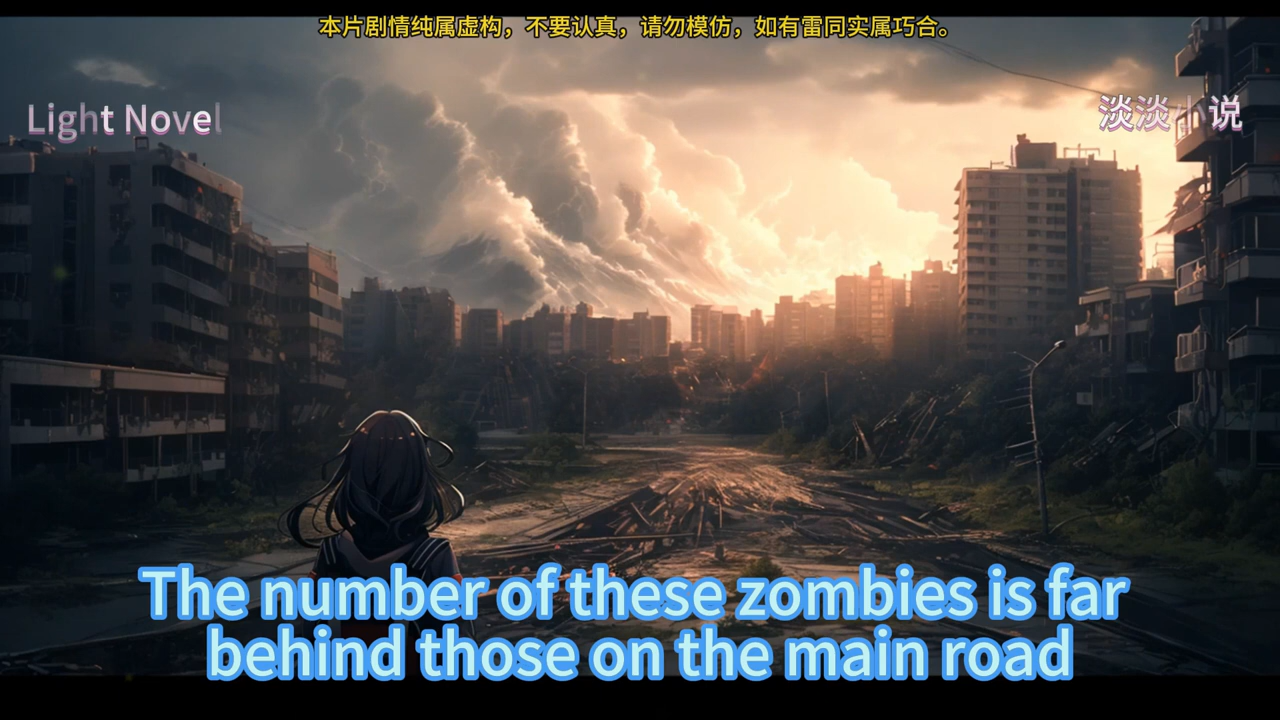 本片剧情纯属虚构，不要认真，请勿模仿，如有雷同实属巧合。
Light Novel
淡淡小说
The number of these zombies is far
behind those on the main road